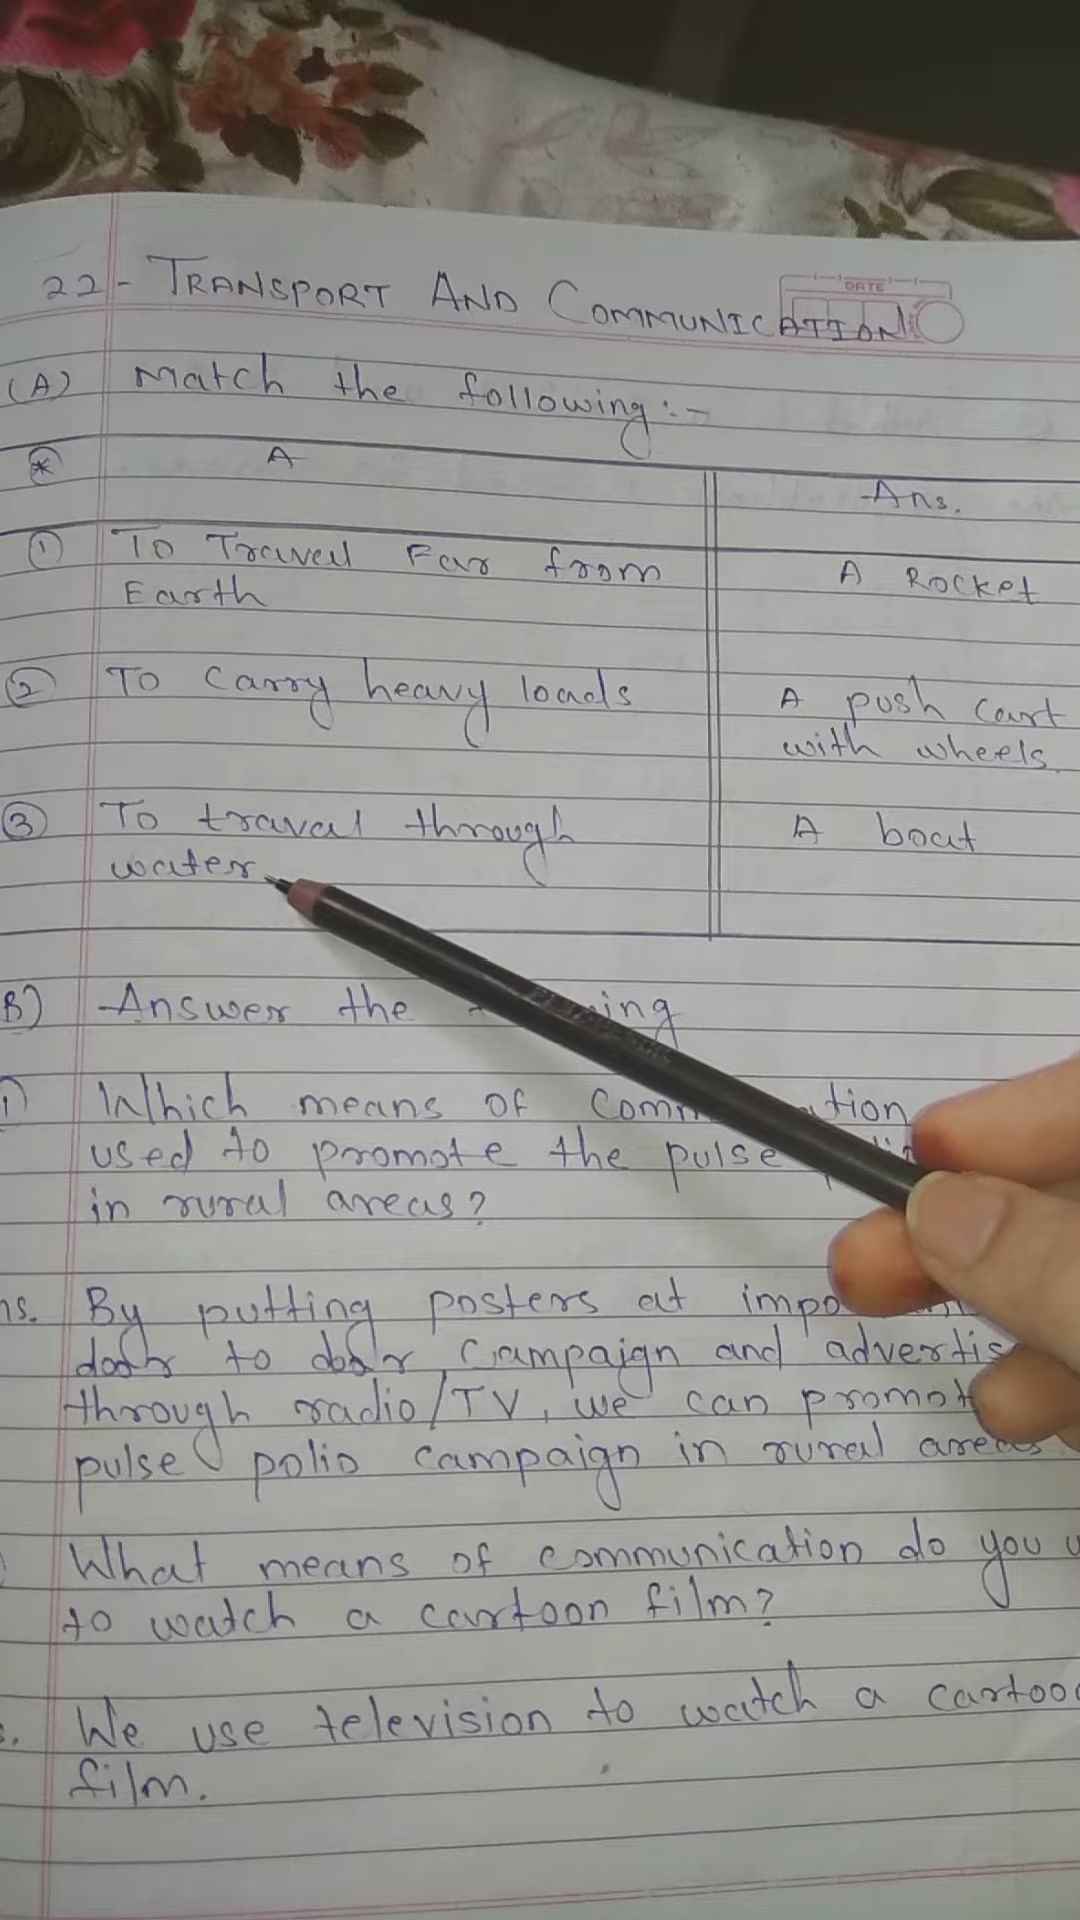 22- TRANSPORT AND COMMUNICATION
DATE
(A) Match the following:-
* A Ans.
① To Travel Far from A Rocket
Earth
② To carry heavy loads A push cart
with wheels.
③ To traval through A boat
water.
B) Answer the
Which means of
used to promote the pulse
in rural areas?
By putting posters at
door to door campaign and
through radio/TV, we can
pulse polio campaign in rural areas
What means of communication do you
to watch a cartoon film?
We use television to watch a
film.